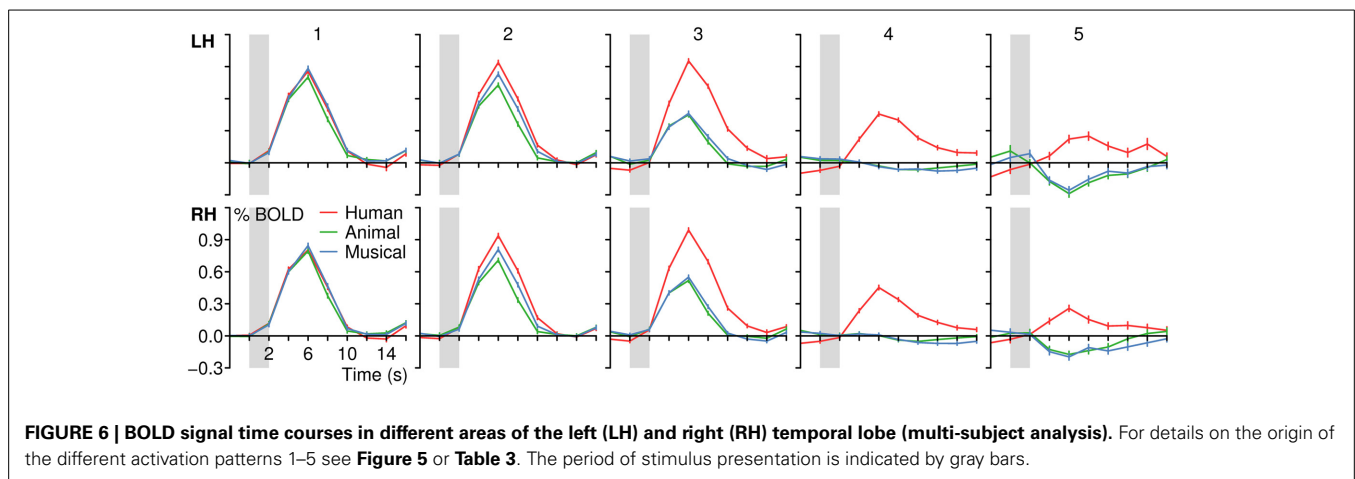 LH 1 2 3 4 5
RH % BOLD
Human
Animal
Musical
0.9
0.6
0.3
0.0
−0.3
2 6 10 14
Time (s)
FIGURE 6 | BOLD signal time courses in different areas of the left (LH) and right (RH) temporal lobe (multi-subject analysis). For details on the origin of
the different activation patterns 1–5 see Figure 5 or Table 3. The period of stimulus presentation is indicated by gray bars.